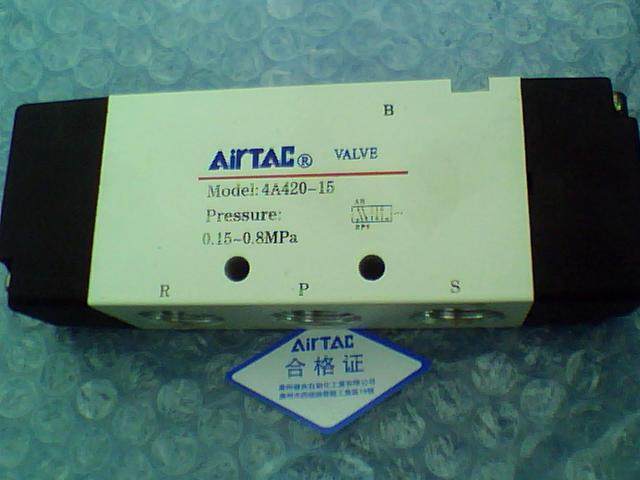 B
AirTAC® VALVE
Model: 4A420-15
Pressure:
0.15~0.8MPa
R P S
AirTAC
合格证